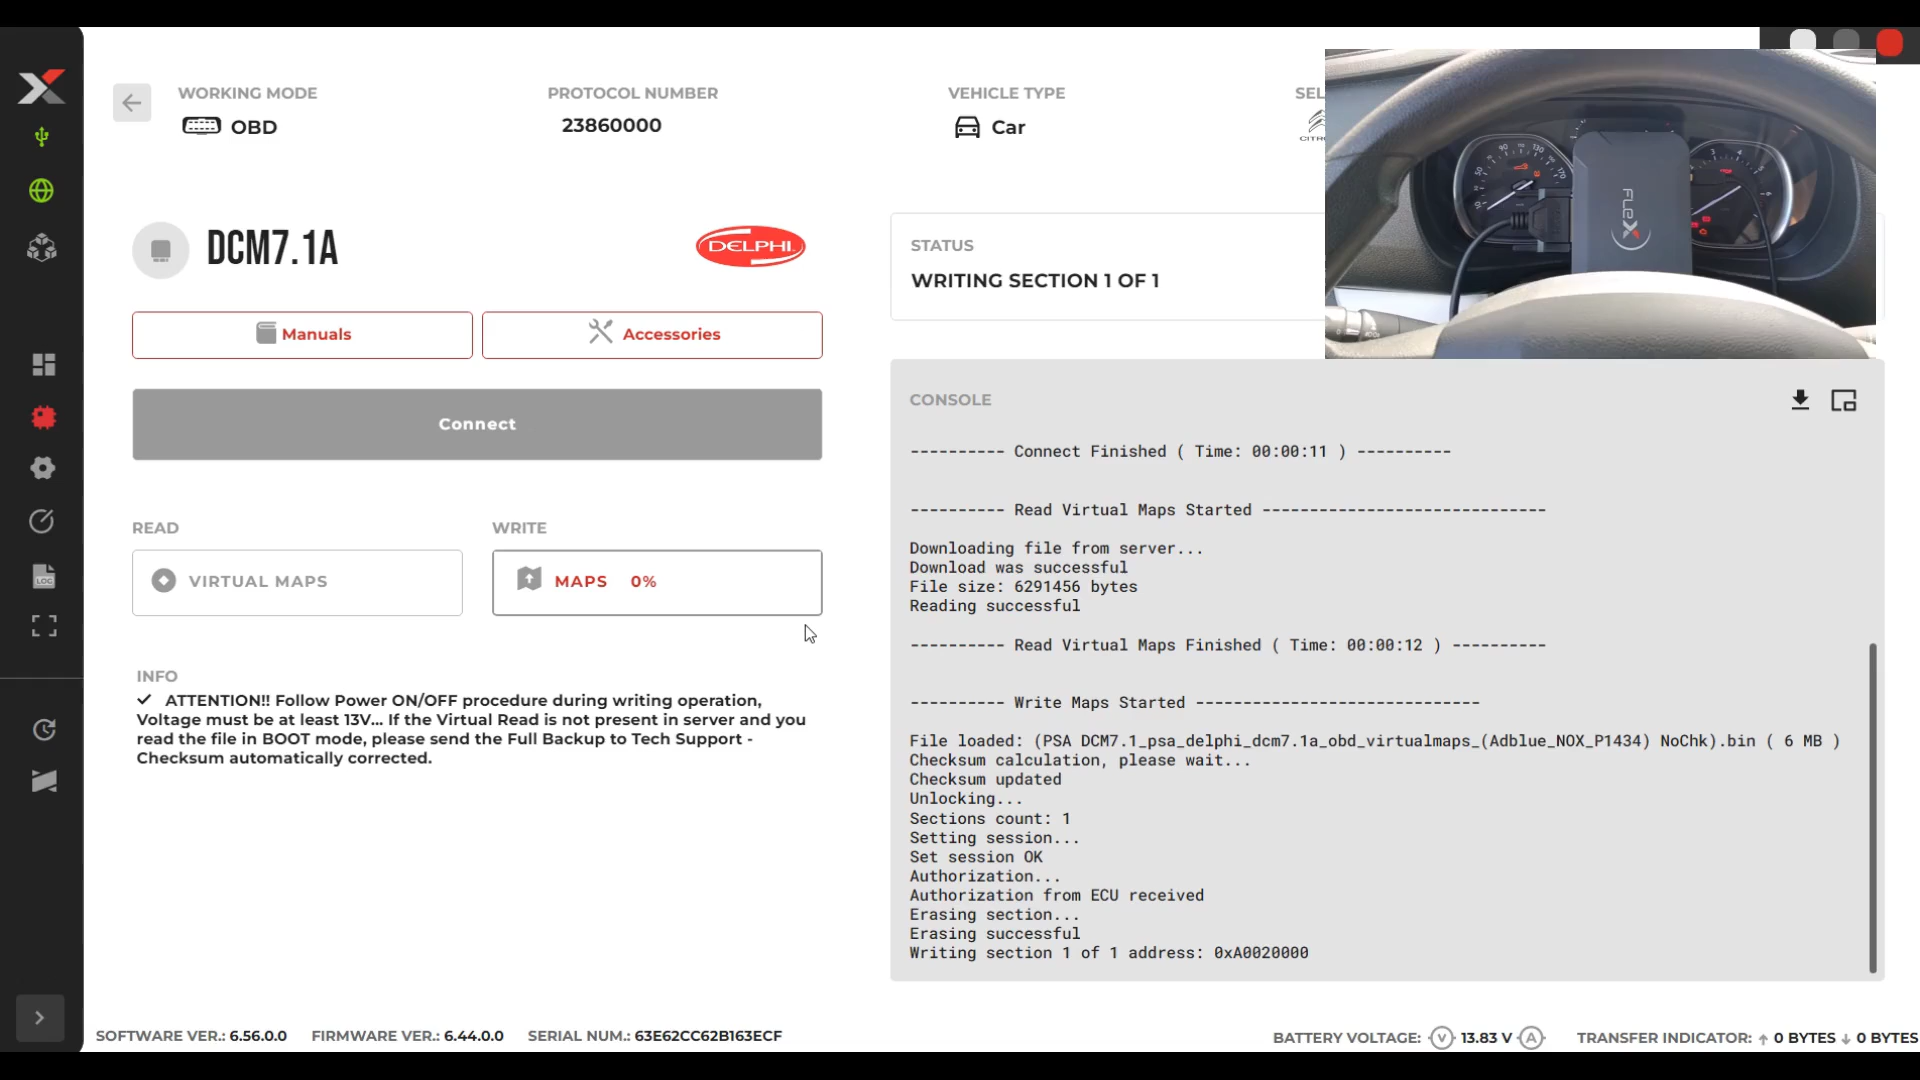 WORKING MODE
OBD
PROTOCOL NUMBER
23860000
VEHICLE TYPE
Car
SEL
CITR
DCM7.1A
DELPHI
Manuals
Accessories
Connect
READ
VIRTUAL MAPS
WRITE
MAPS 0%
INFO
ATTENTION!! Follow Power ON/OFF procedure during writing operation,
Voltage must be at least 13V... If the Virtual Read is not present in server and you
read the file in BOOT mode, please send the Full Backup to Tech Support -
Checksum automatically corrected.
STATUS
WRITING SECTION 1 OF 1
FLEX
CONSOLE
---------- Connect Finished ( Time: 00:00:11 ) ----------
---------- Read Virtual Maps Started ------------------------------
Downloading file from server...
Download was successful
File size: 6291456 bytes
Reading successful
---------- Read Virtual Maps Finished ( Time: 00:00:12 ) ----------
---------- Write Maps Started ------------------------------
File loaded: (PSA DCM7.1_psa_delphi_dcm7.1a_obd_virtualmaps_(Adblue_NOX_P1434) NoChk).bin ( 6 MB )
Checksum calculation, please wait...
Checksum updated
Unlocking...
Sections count: 1
Setting session...
Set session OK
Authorization...
Authorization from ECU received
Erasing section...
Erasing successful
Writing section 1 of 1 address: 0xA0020000
LOG
SOFTWARE VER.: 6.56.0.0 FIRMWARE VER.: 6.44.0.0 SERIAL NUM.: 63E62CC62B163ECF
BATTERY VOLTAGE: V 13.83 V A TRANSFER INDICATOR: 0 BYTES 0 BYTES